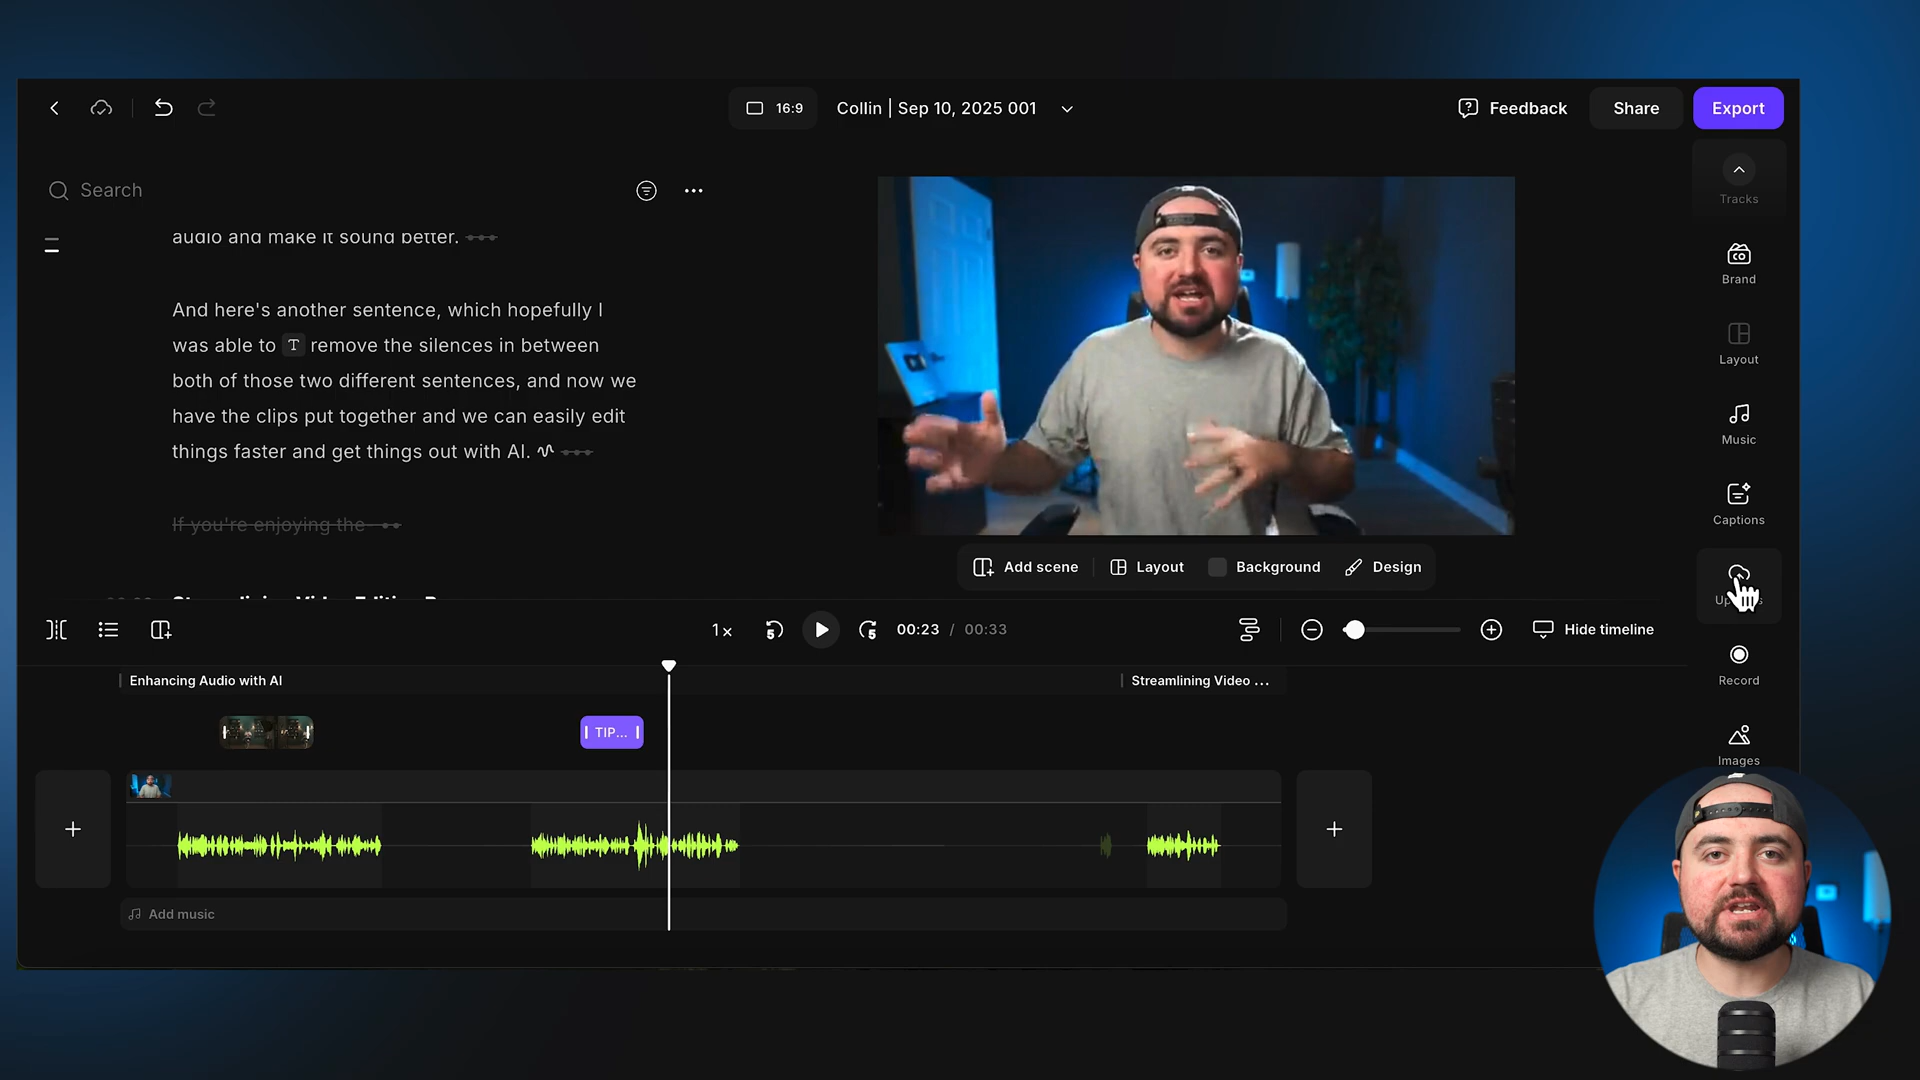 16:9
Collin | Sep 10, 2025 001
Feedback
Share
Export
Search
audio and make it sound better.
And here's another sentence, which hopefully I
was able to T remove the silences in between
both of those two different sentences, and now we
have the clips put together and we can easily edit
things faster and get things out with AI.
If you're enjoying the
Tracks
Brand
Layout
Music
Captions
Record
Images
Add scene
Layout
Background
Design
1x
5
5
00:23 / 00:33
Hide timeline
Enhancing Audio with AI
Streamlining Video ...
TIP...
Add music